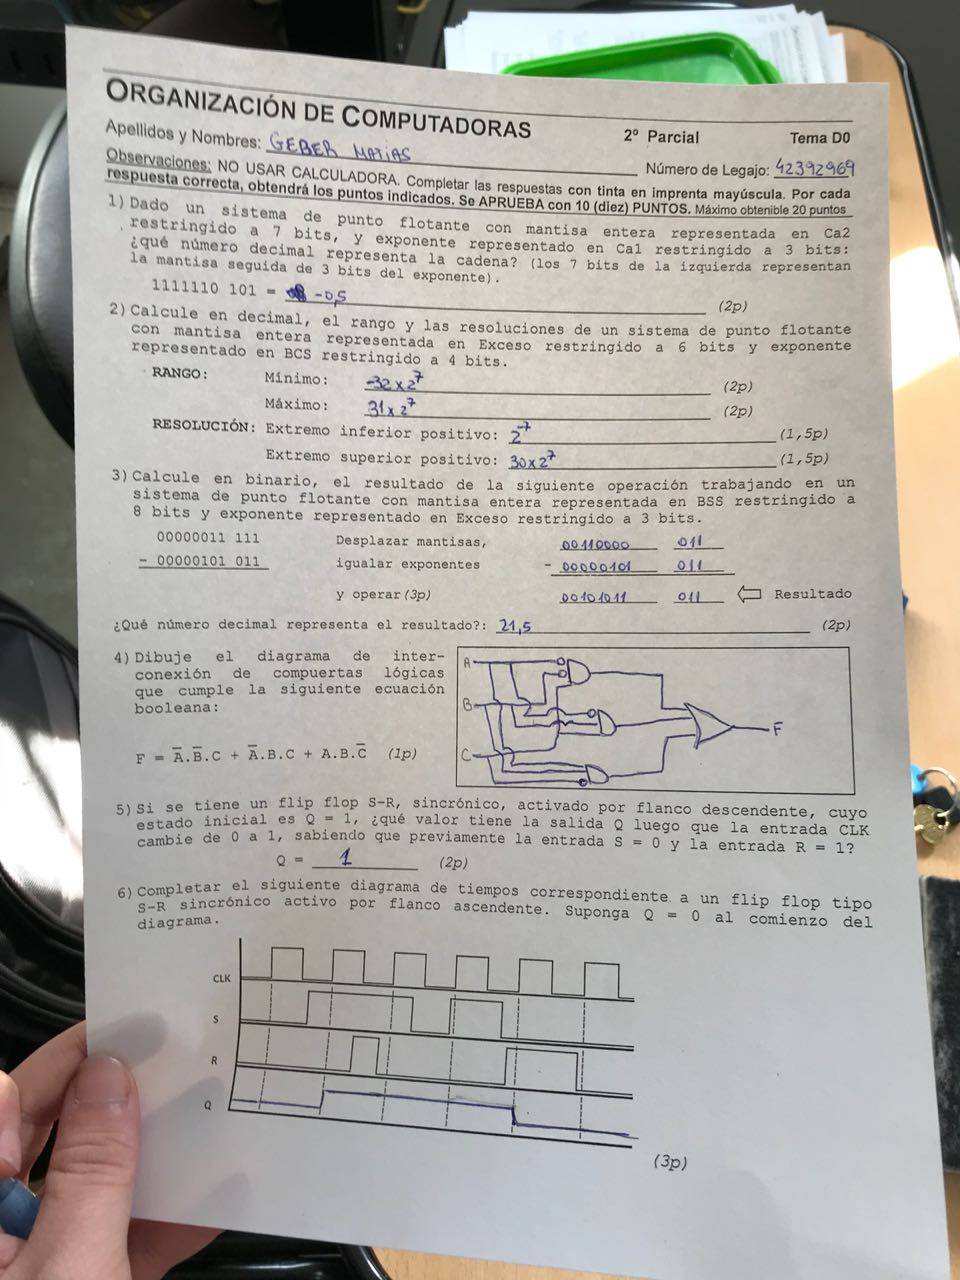 ORGANIZACIÓN DE COMPUTADORAS
2º Parcial Tema D0
Apellidos y Nombres: GEBER MATIAS Número de Legajo: 42392969
Observaciones: NO USAR CALCULADORA. Completar las respuestas con tinta en imprenta mayúscula. Por cada
respuesta correcta, obtendrá los puntos indicados. Se APRUEBA con 10 (diez) PUNTOS. Máximo obtenible 20 puntos
1) Dado un sistema de punto flotante con mantisa entera representada en Ca2
restringido a 7 bits, y exponente representado en Ca1 restringido a 3 bits:
¿qué número decimal representa la cadena? (los 7 bits de la izquierda representan
la mantisa seguida de 3 bits del exponente).
1111110 101 = -0,5 (2p)
2) Calcule en decimal, el rango y las resoluciones de un sistema de punto flotante
con mantisa entera representada en Exceso restringido a 6 bits y exponente
representado en BCS restringido a 4 bits.
RANGO: Mínimo: -32 x 2^7 (2p)
Máximo: 31 x 2^7 (2p)
RESOLUCIÓN: Extremo inferior positivo: 2^-7 (1,5p)
Extremo superior positivo: 30 x 2^7 (1,5p)
3) Calcule en binario, el resultado de la siguiente operación trabajando en un
sistema de punto flotante con mantisa entera representada en BSS restringido a
8 bits y exponente representado en Exceso restringido a 3 bits.
00000011 111 Desplazar mantisas, 00110000 011
- 00000101 011 igualar exponentes - 00000101 011
y operar (3p) 00101011 011 Resultado
¿Qué número decimal representa el resultado?: 21,5 (2p)
4) Dibuje el diagrama de inter-
conexión de compuertas lógicas
que cumple la siguiente ecuación
booleana:
F = A̅.B̅.C + A̅.B.C + A.B.C̅ (1p)
A
B
C
F
5) Si se tiene un flip flop S-R, sincrónico, activado por flanco descendente, cuyo
estado inicial es Q = 1, ¿qué valor tiene la salida Q luego que la entrada CLK
cambie de 0 a 1, sabiendo que previamente la entrada S = 0 y la entrada R = 1?
Q = 1 (2p)
6) Completar el siguiente diagrama de tiempos correspondiente a un flip flop tipo
S-R sincrónico activo por flanco ascendente. Suponga Q = 0 al comienzo del
diagrama.
CLK
S
R
Q
(3p)